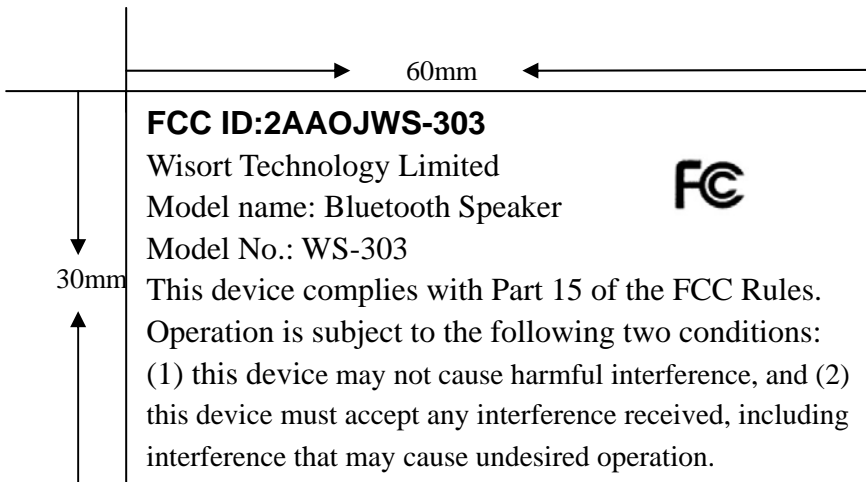 60mm
FCC ID:2AAOJWS-303
Wisort Technology Limited
FC
Model name: Bluetooth Speaker
Model No.: WS-303
30mm
This device complies with Part 15 of the FCC Rules.
Operation is subject to the following two conditions:
(1) this device may not cause harmful interference, and (2)
this device must accept any interference received, including
interference that may cause undesired operation.